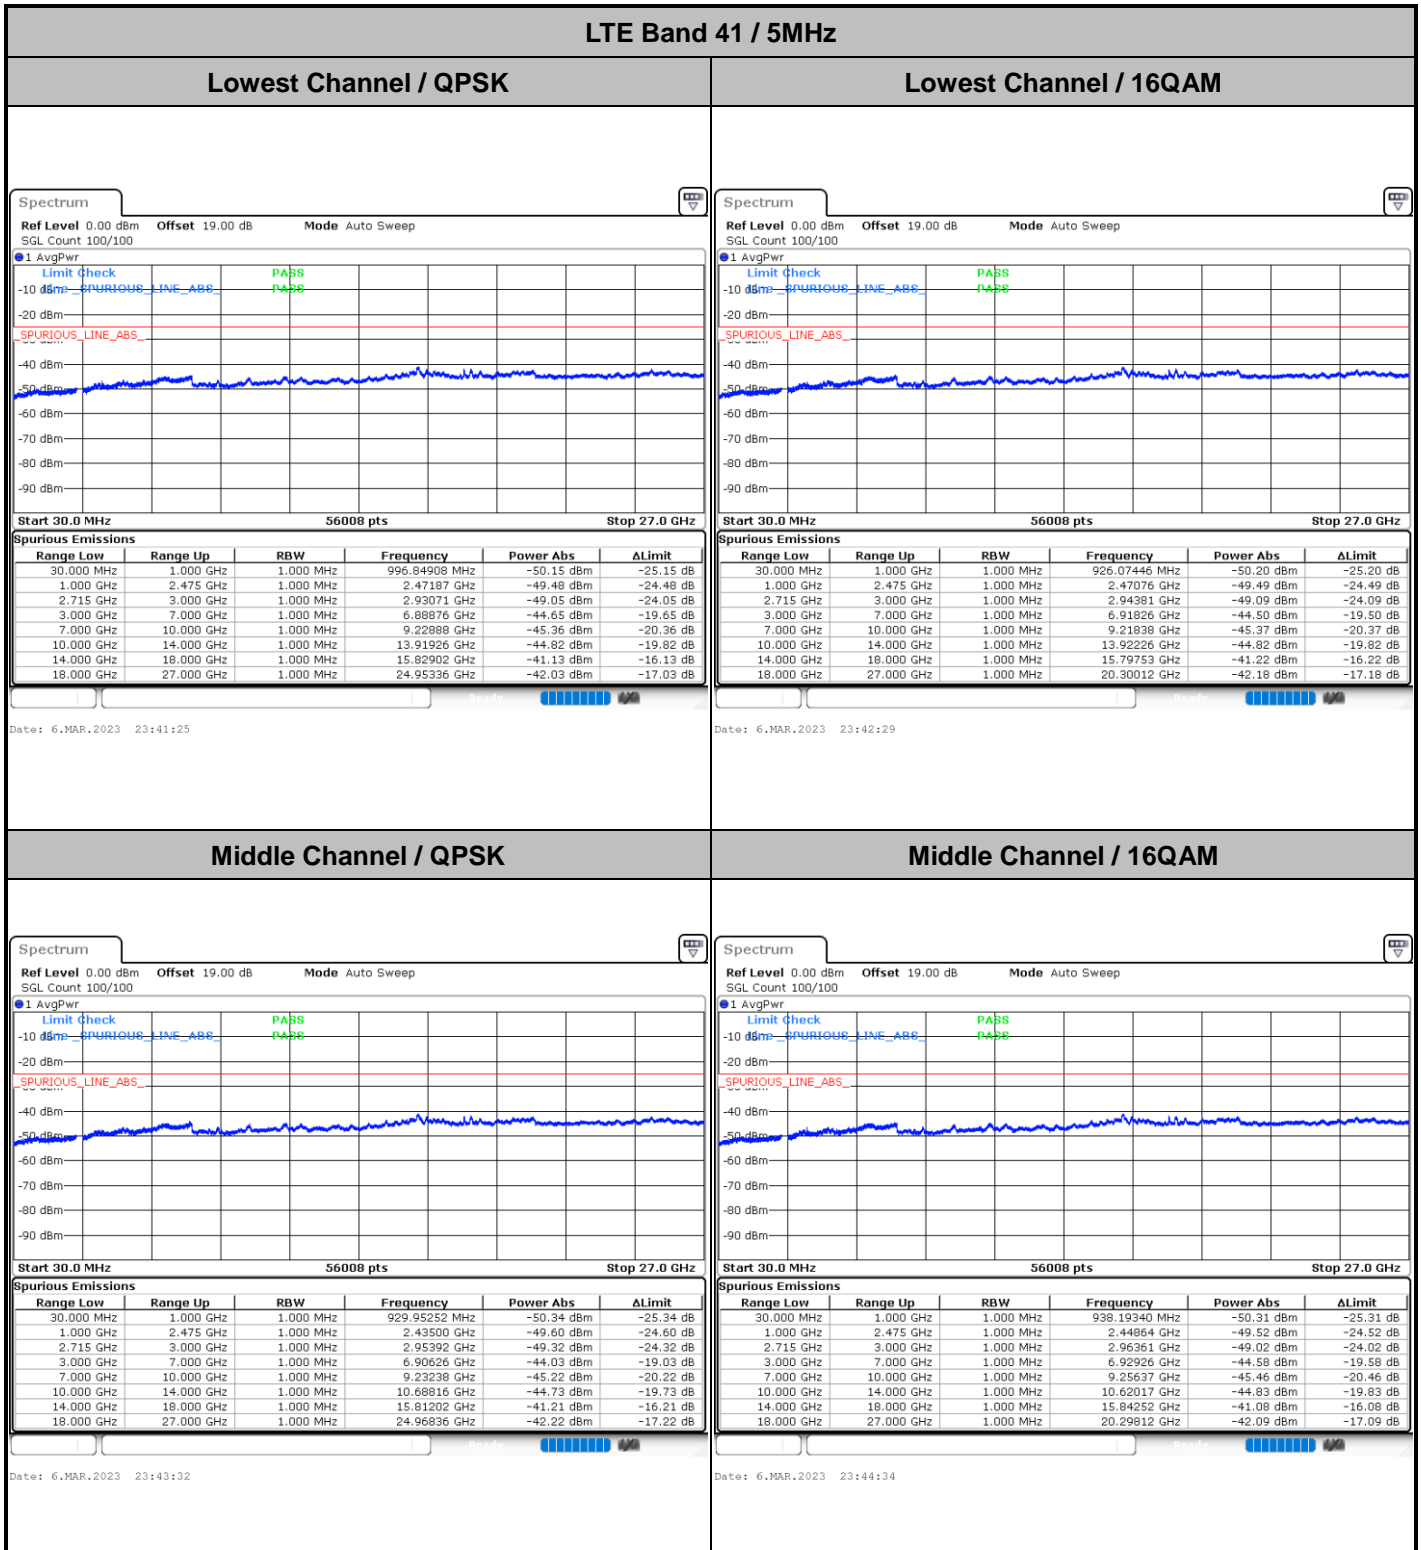 LTE Band 41 / 5MHz
Lowest Channel / QPSK
Lowest Channel / 16QAM
Spectrum
Ref Level 0.00 dBm Offset 19.00 dB Mode Auto Sweep
SGL Count 100/100
1 AvgPwr
Limit Check PASS
-10 dBm Line _SPURIOUS_LINE_ABS_ PASS
-20 dBm
_SPURIOUS_LINE_ABS_
-40 dBm
-50 dBm
-60 dBm
-70 dBm
-80 dBm
-90 dBm
Start 30.0 MHz 56008 pts Stop 27.0 GHz
Spurious Emissions
Range Low Range Up RBW Frequency Power Abs ΔLimit
30.000 MHz 1.000 GHz 1.000 MHz 996.84908 MHz -50.15 dBm -25.15 dB
1.000 GHz 2.475 GHz 1.000 MHz 2.47187 GHz -49.48 dBm -24.48 dB
2.715 GHz 3.000 GHz 1.000 MHz 2.93071 GHz -49.05 dBm -24.05 dB
3.000 GHz 7.000 GHz 1.000 MHz 6.88876 GHz -44.65 dBm -19.65 dB
7.000 GHz 10.000 GHz 1.000 MHz 9.22888 GHz -45.36 dBm -20.36 dB
10.000 GHz 14.000 GHz 1.000 MHz 13.91926 GHz -44.82 dBm -19.82 dB
14.000 GHz 18.000 GHz 1.000 MHz 15.82902 GHz -41.13 dBm -16.13 dB
18.000 GHz 27.000 GHz 1.000 MHz 24.95336 GHz -42.03 dBm -17.03 dB
Date: 6.MAR.2023 23:41:25
Spectrum
Ref Level 0.00 dBm Offset 19.00 dB Mode Auto Sweep
SGL Count 100/100
1 AvgPwr
Limit Check PASS
-10 dBm Line _SPURIOUS_LINE_ABS_ PASS
-20 dBm
_SPURIOUS_LINE_ABS_
-40 dBm
-50 dBm
-60 dBm
-70 dBm
-80 dBm
-90 dBm
Start 30.0 MHz 56008 pts Stop 27.0 GHz
Spurious Emissions
Range Low Range Up RBW Frequency Power Abs ΔLimit
30.000 MHz 1.000 GHz 1.000 MHz 926.07446 MHz -50.20 dBm -25.20 dB
1.000 GHz 2.475 GHz 1.000 MHz 2.47076 GHz -49.49 dBm -24.49 dB
2.715 GHz 3.000 GHz 1.000 MHz 2.94381 GHz -49.09 dBm -24.09 dB
3.000 GHz 7.000 GHz 1.000 MHz 6.91826 GHz -44.50 dBm -19.50 dB
7.000 GHz 10.000 GHz 1.000 MHz 9.21838 GHz -45.37 dBm -20.37 dB
10.000 GHz 14.000 GHz 1.000 MHz 13.92226 GHz -44.82 dBm -19.82 dB
14.000 GHz 18.000 GHz 1.000 MHz 15.79753 GHz -41.22 dBm -16.22 dB
18.000 GHz 27.000 GHz 1.000 MHz 20.30012 GHz -42.18 dBm -17.18 dB
Date: 6.MAR.2023 23:42:29
Middle Channel / QPSK
Middle Channel / 16QAM
Spectrum
Ref Level 0.00 dBm Offset 19.00 dB Mode Auto Sweep
SGL Count 100/100
1 AvgPwr
Limit Check PASS
-10 dBm Line _SPURIOUS_LINE_ABS_ PASS
-20 dBm
_SPURIOUS_LINE_ABS_
-40 dBm
-50 dBm
-60 dBm
-70 dBm
-80 dBm
-90 dBm
Start 30.0 MHz 56008 pts Stop 27.0 GHz
Spurious Emissions
Range Low Range Up RBW Frequency Power Abs ΔLimit
30.000 MHz 1.000 GHz 1.000 MHz 929.95252 MHz -50.34 dBm -25.34 dB
1.000 GHz 2.475 GHz 1.000 MHz 2.43500 GHz -49.60 dBm -24.60 dB
2.715 GHz 3.000 GHz 1.000 MHz 2.95392 GHz -49.32 dBm -24.32 dB
3.000 GHz 7.000 GHz 1.000 MHz 6.90626 GHz -44.03 dBm -19.03 dB
7.000 GHz 10.000 GHz 1.000 MHz 9.23238 GHz -45.22 dBm -20.22 dB
10.000 GHz 14.000 GHz 1.000 MHz 10.68816 GHz -44.73 dBm -19.73 dB
14.000 GHz 18.000 GHz 1.000 MHz 15.81202 GHz -41.21 dBm -16.21 dB
18.000 GHz 27.000 GHz 1.000 MHz 24.96836 GHz -42.22 dBm -17.22 dB
Date: 6.MAR.2023 23:43:32
Spectrum
Ref Level 0.00 dBm Offset 19.00 dB Mode Auto Sweep
SGL Count 100/100
1 AvgPwr
Limit Check PASS
-10 dBm Line _SPURIOUS_LINE_ABS_ PASS
-20 dBm
_SPURIOUS_LINE_ABS_
-40 dBm
-50 dBm
-60 dBm
-70 dBm
-80 dBm
-90 dBm
Start 30.0 MHz 56008 pts Stop 27.0 GHz
Spurious Emissions
Range Low Range Up RBW Frequency Power Abs ΔLimit
30.000 MHz 1.000 GHz 1.000 MHz 938.19340 MHz -50.31 dBm -25.31 dB
1.000 GHz 2.475 GHz 1.000 MHz 2.44864 GHz -49.52 dBm -24.52 dB
2.715 GHz 3.000 GHz 1.000 MHz 2.96361 GHz -49.02 dBm -24.02 dB
3.000 GHz 7.000 GHz 1.000 MHz 6.92926 GHz -44.58 dBm -19.58 dB
7.000 GHz 10.000 GHz 1.000 MHz 9.25637 GHz -45.46 dBm -20.46 dB
10.000 GHz 14.000 GHz 1.000 MHz 10.62017 GHz -44.83 dBm -19.83 dB
14.000 GHz 18.000 GHz 1.000 MHz 15.84252 GHz -41.08 dBm -16.08 dB
18.000 GHz 27.000 GHz 1.000 MHz 20.29812 GHz -42.09 dBm -17.09 dB
Date: 6.MAR.2023 23:44:34